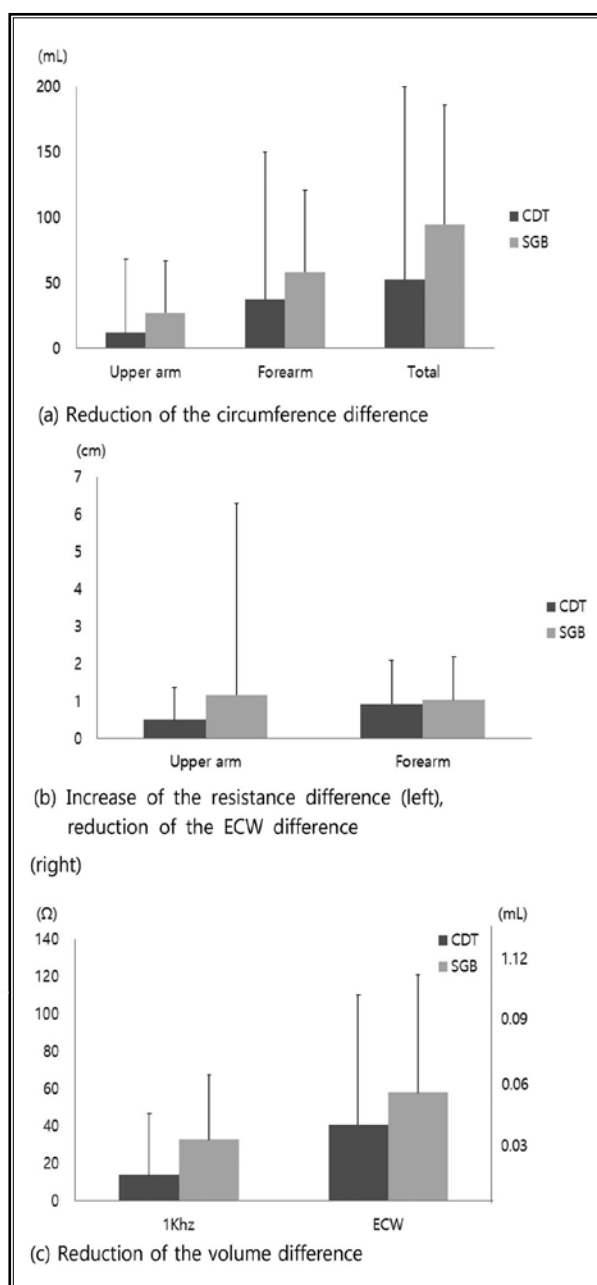 (mL)
200
150
100
50
0
CDT
SGB
Upper arm Forearm Total
(a) Reduction of the circumference difference
(cm)
7
6
5
4
3
2
1
0
CDT
SGB
Upper arm Forearm
(b) Increase of the resistance difference (left),
reduction of the ECW difference
(right)
(Ω) (mL)
140
120
100
80
60
40
20
0
CDT
SGB
1.12
0.09
0.06
0.03
1Khz ECW
(c) Reduction of the volume difference